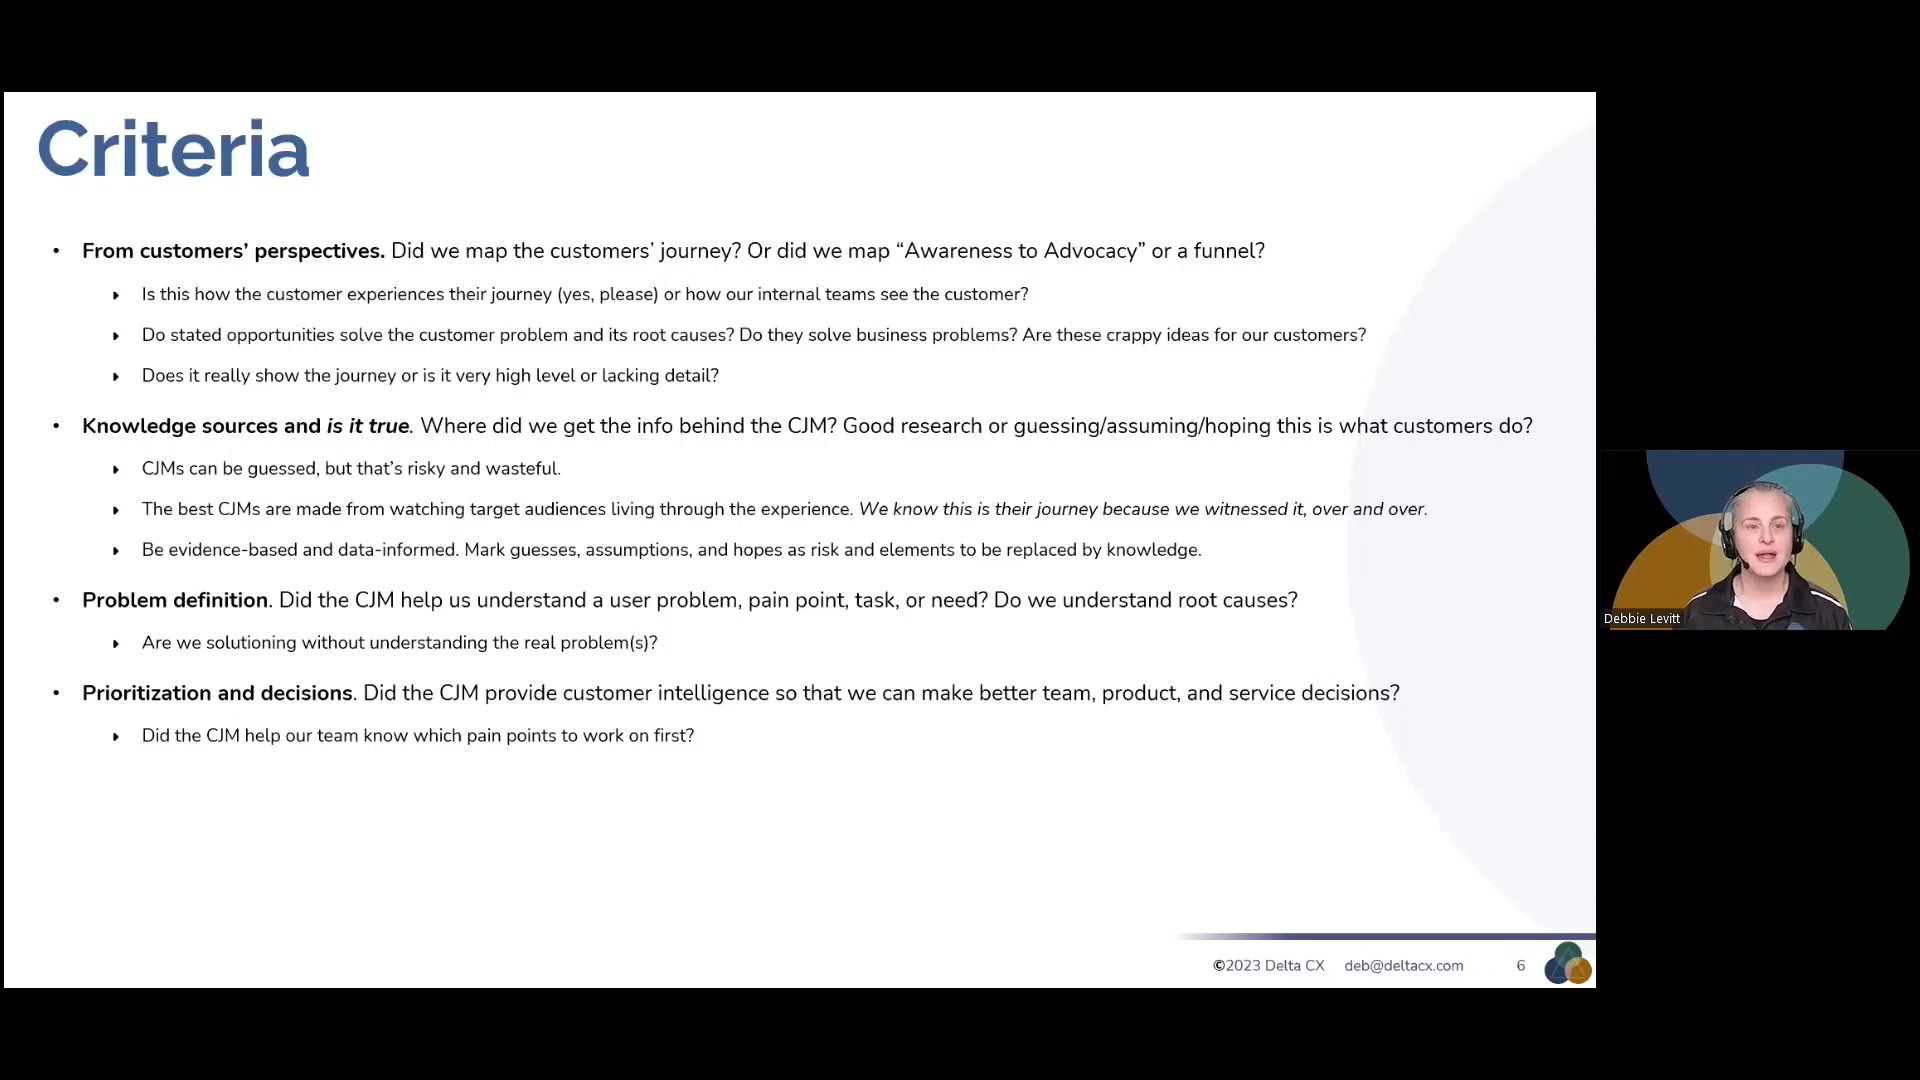 Criteria
• From customers’ perspectives. Did we map the customers’ journey? Or did we map “Awareness to Advocacy” or a funnel?
Is this how the customer experiences their journey (yes, please) or how our internal teams see the customer?
Do stated opportunities solve the customer problem and its root causes? Do they solve business problems? Are these crappy ideas for our customers?
Does it really show the journey or is it very high level or lacking detail?
• Knowledge sources and is it true. Where did we get the info behind the CJM? Good research or guessing/assuming/hoping this is what customers do?
CJMs can be guessed, but that’s risky and wasteful.
The best CJMs are made from watching target audiences living through the experience. We know this is their journey because we witnessed it, over and over.
Be evidence-based and data-informed. Mark guesses, assumptions, and hopes as risk and elements to be replaced by knowledge.
• Problem definition. Did the CJM help us understand a user problem, pain point, task, or need? Do we understand root causes?
Are we solutioning without understanding the real problem(s)?
• Prioritization and decisions. Did the CJM provide customer intelligence so that we can make better team, product, and service decisions?
Did the CJM help our team know which pain points to work on first?
©2023 Delta CX deb@deltacx.com 6
Debbie Levitt